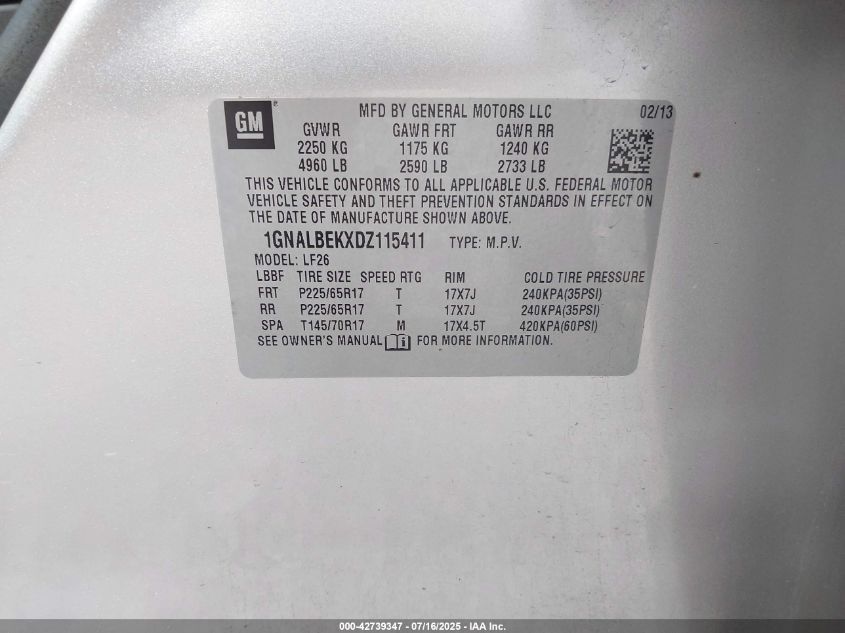 GM ® MFD BY GENERAL MOTORS LLC 02/13
GVWR GAWR FRT GAWR RR
2250 KG 1175 KG 1240 KG
4960 LB 2590 LB 2733 LB
THIS VEHICLE CONFORMS TO ALL APPLICABLE U.S. FEDERAL MOTOR
VEHICLE SAFETY AND THEFT PREVENTION STANDARDS IN EFFECT ON
THE DATE OF MANUFACTURE SHOWN ABOVE.
1GNALBEKXDZ115411 TYPE: M.P.V.
MODEL: LF26
LBBF TIRE SIZE SPEED RTG RIM COLD TIRE PRESSURE
FRT P225/65R17 T 17X7J 240KPA(35PSI)
RR P225/65R17 T 17X7J 240KPA(35PSI)
SPA T145/70R17 M 17X4.5T 420KPA(60PSI)
SEE OWNER'S MANUAL FOR MORE INFORMATION.
000-42739347 - 07/16/2025 - IAA Inc.